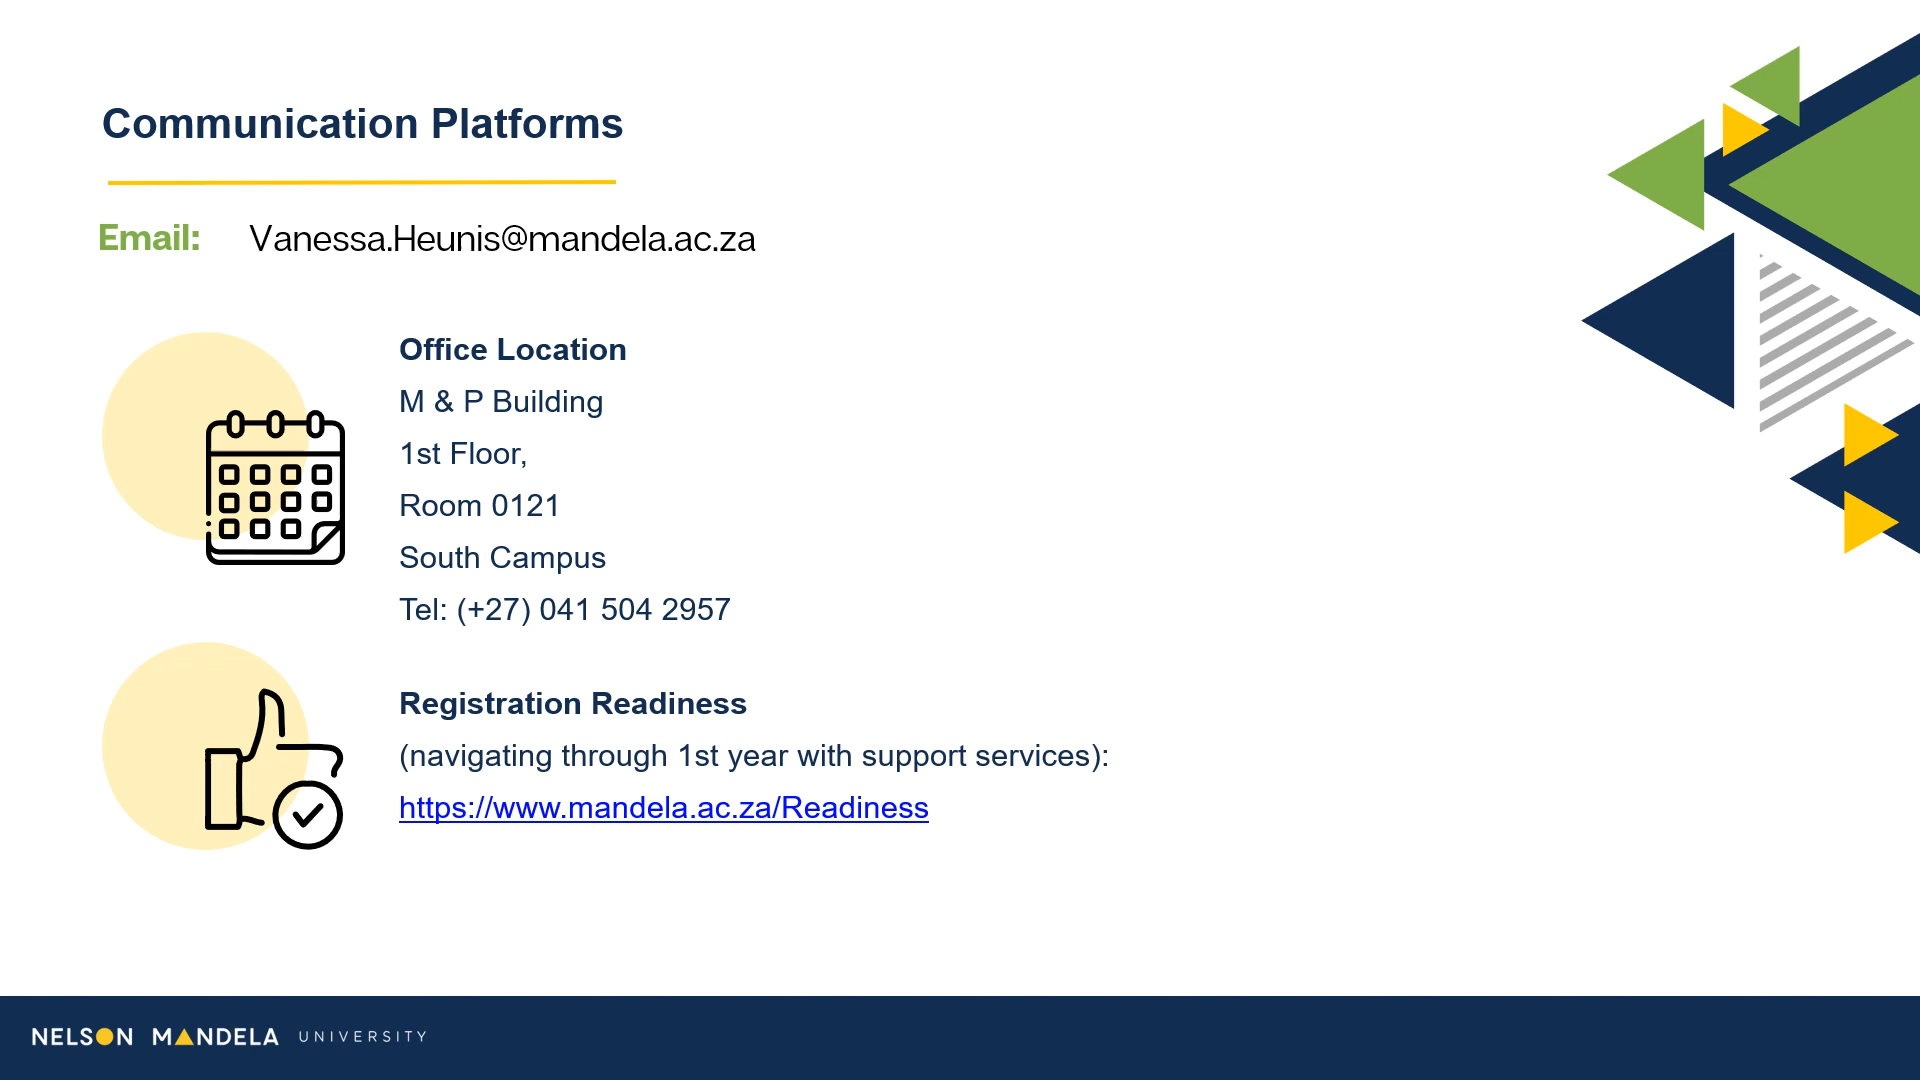 Communication Platforms
Email: Vanessa.Heunis@mandela.ac.za
Office Location
M & P Building
1st Floor,
Room 0121
South Campus
Tel: (+27) 041 504 2957
Registration Readiness
(navigating through 1st year with support services):
https://www.mandela.ac.za/Readiness
NELSON MANDELA UNIVERSITY